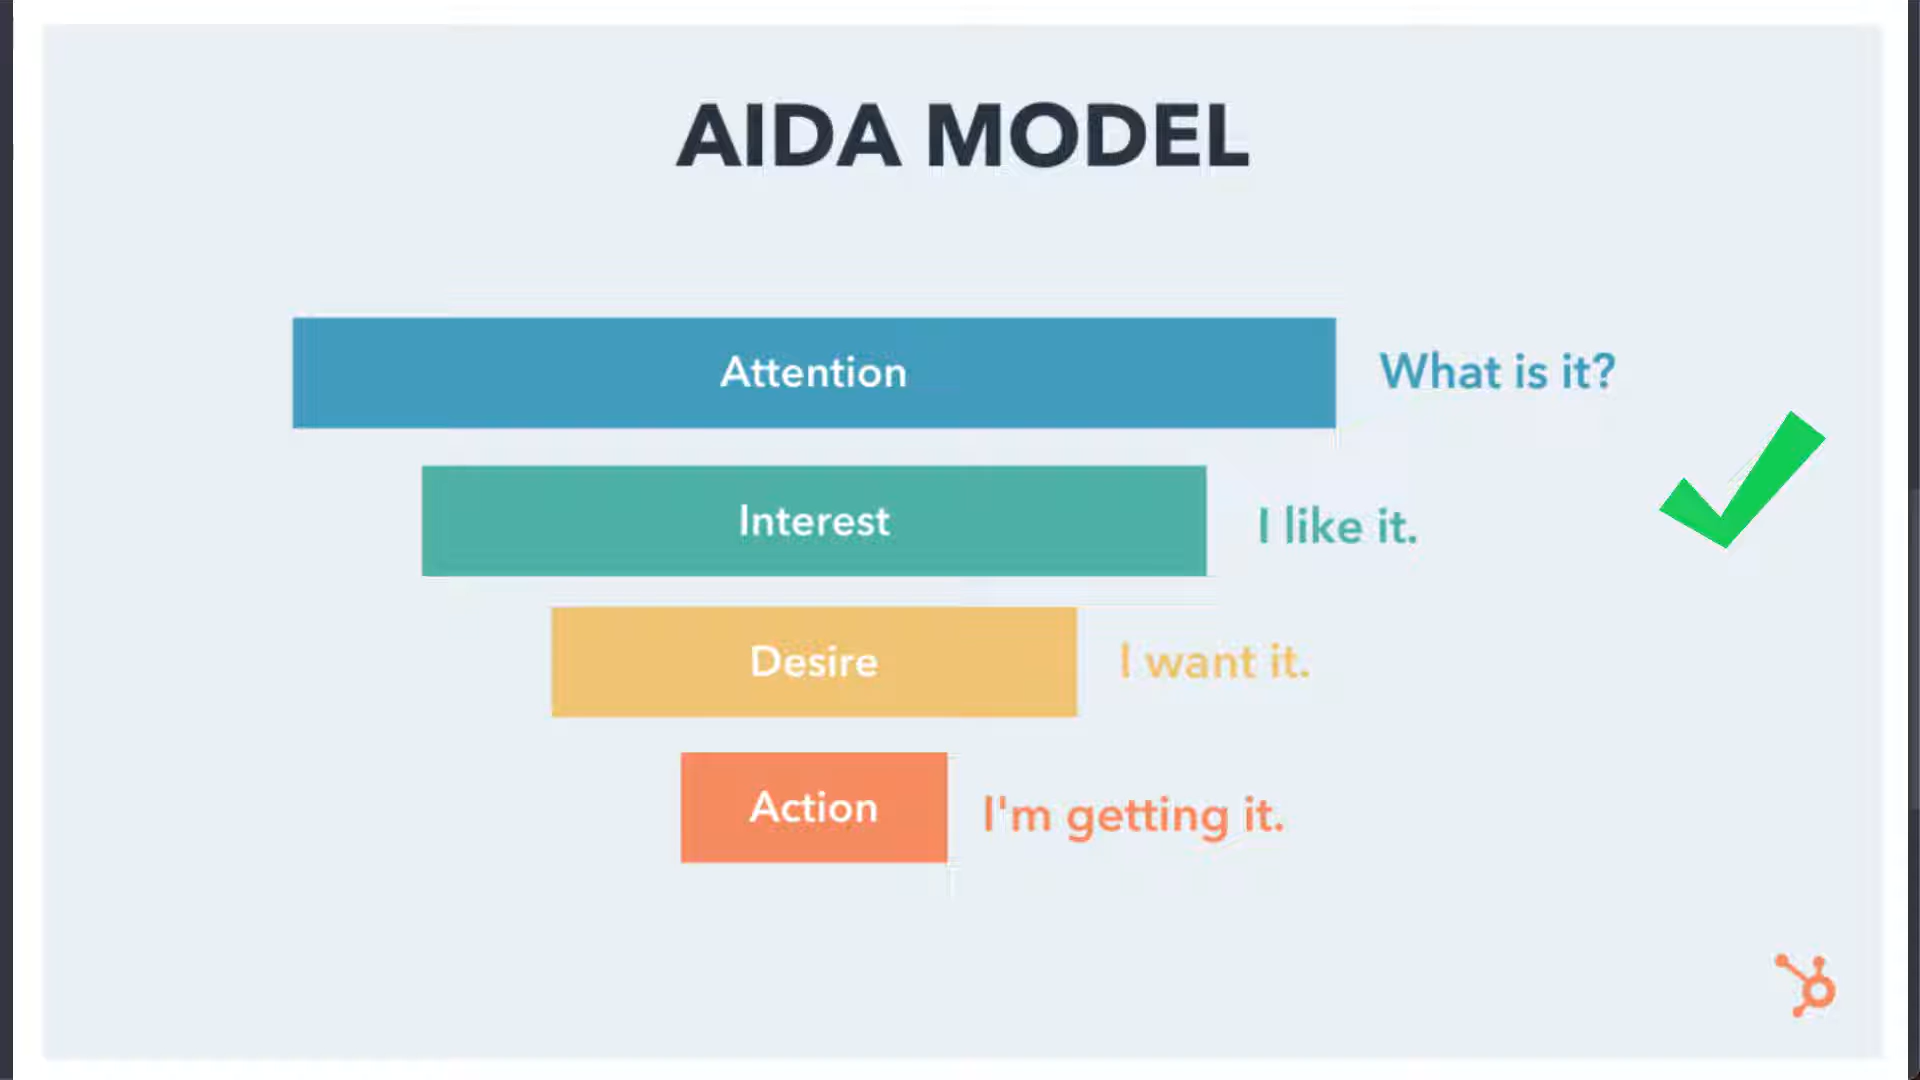 AIDA MODEL
Attention
What is it?
Interest
I like it.
Desire
I want it.
Action
I'm getting it.